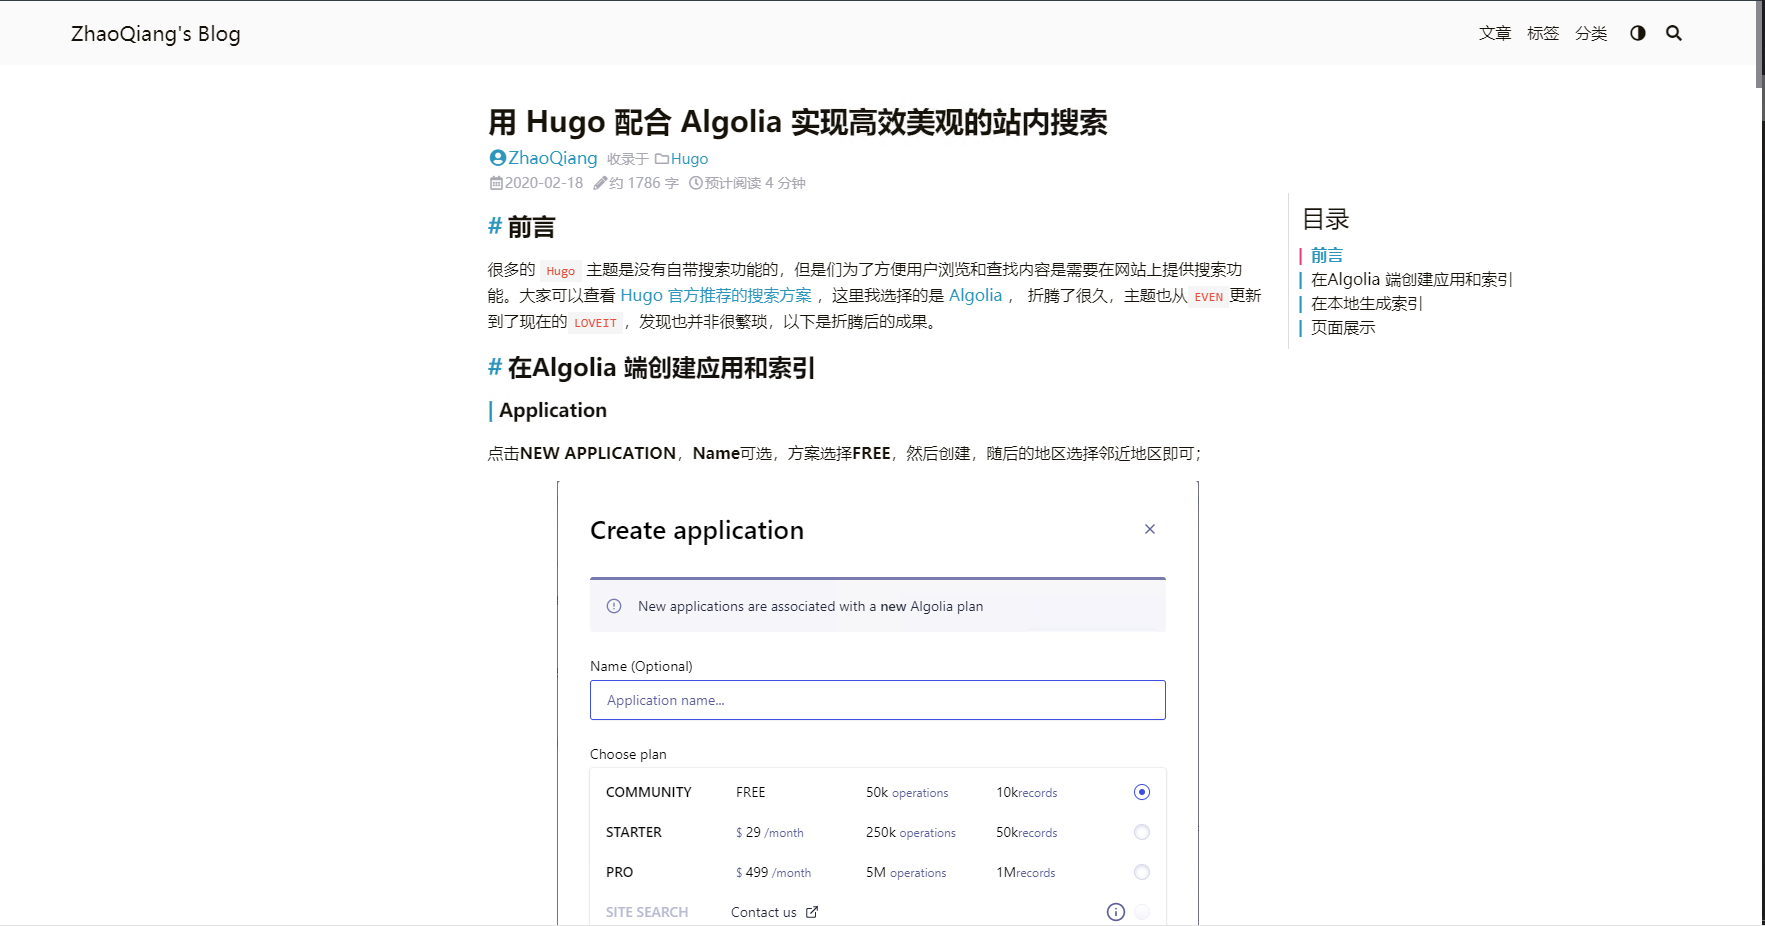 ZhaoQiang's Blog
文章 标签 分类
用 Hugo 配合 Algolia 实现高效美观的站内搜索
ZhaoQiang 收录于 Hugo
2020-02-18 约 1786 字 预计阅读 4 分钟
# 前言
很多的 Hugo 主题是没有自带搜索功能的，但是们为了方便用户浏览和查找内容是需要在网站上提供搜索功
能。大家可以查看 Hugo 官方推荐的搜索方案 ，这里我选择的是 Algolia ， 折腾了很久，主题也从 EVEN 更新
到了现在的 LOVEIT ，发现也并非很繁琐，以下是折腾后的成果。
# 在Algolia 端创建应用和索引
Application
点击NEW APPLICATION，Name可选，方案选择FREE，然后创建，随后的地区选择邻近地区即可；
Create application
New applications are associated with a new Algolia plan
Name (Optional)
Application name...
Choose plan
COMMUNITY FREE 50k operations 10krecords
STARTER $ 29 /month 250k operations 50krecords
PRO $ 499 /month 5M operations 1Mrecords
SITE SEARCH Contact us
目录
前言
在Algolia 端创建应用和索引
在本地生成索引
页面展示